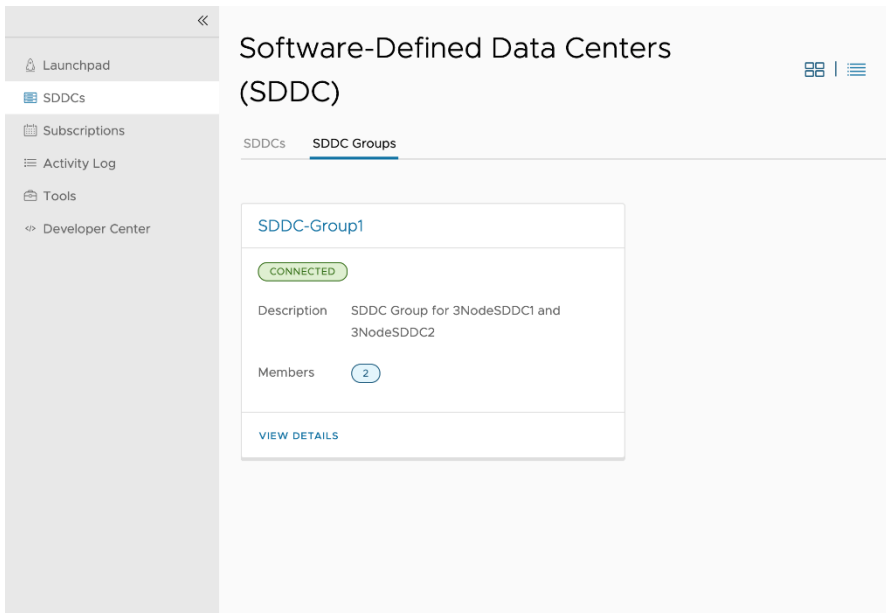 Launchpad
SDDCs
Subscriptions
Activity Log
Tools
Developer Center
Software-Defined Data Centers
(SDDC)
SDDCs
SDDC Groups
SDDC-Group1
CONNECTED
Description
SDDC Group for 3NodeSDDC1 and
3NodeSDDC2
Members
2
VIEW DETAILS